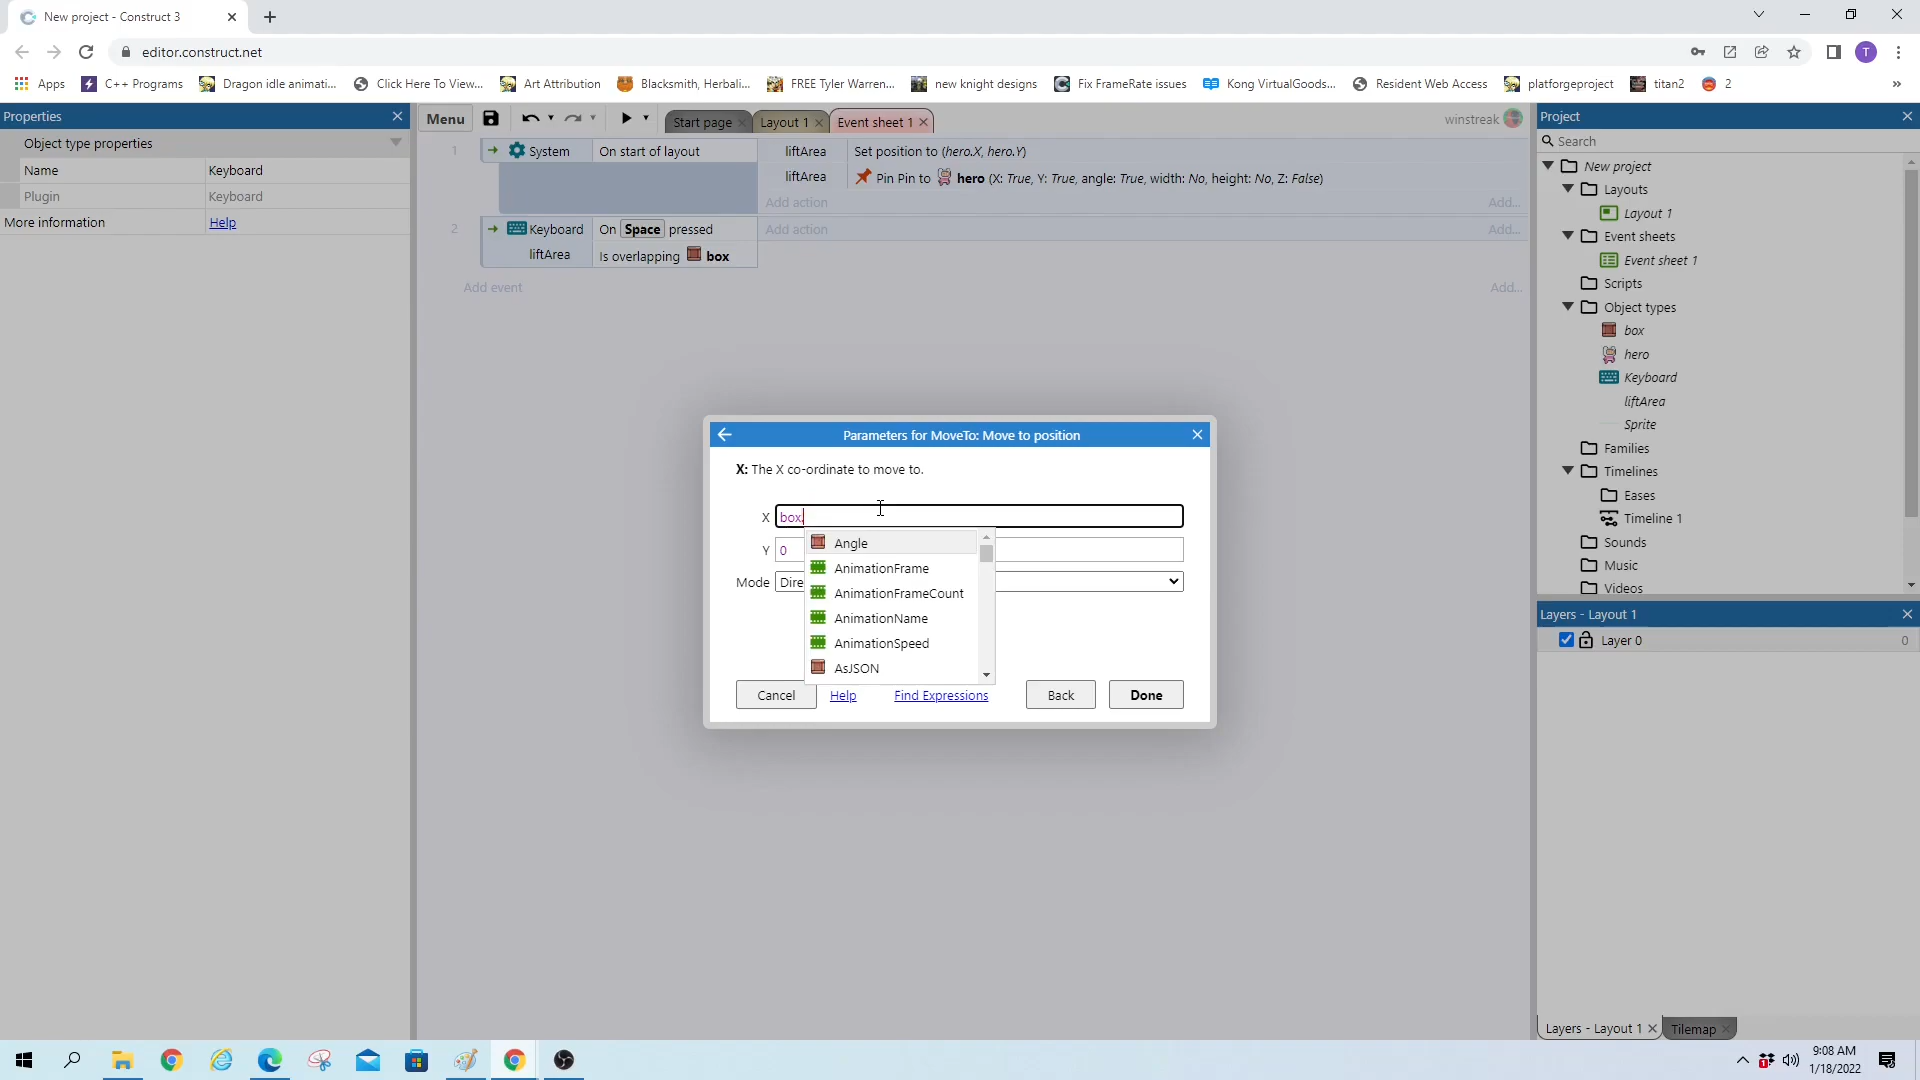 New project - Construct 3
editor.construct.net
T
Apps
C++ Programs
Dragon idle animati...
Click Here To View...
Art Attribution
Blacksmith, Herbali...
FREE Tyler Warren...
new knight designs
Fix FrameRate issues
Kong VirtualGoods...
Resident Web Access
platforgeproject
titan2
2
»
Properties
Object type properties
Name Keyboard
Plugin Keyboard
More information Help
Menu
Start page
Layout 1
Event sheet 1
winstreak
1 System On start of layout liftArea Set position to (hero.X, hero.Y)
liftArea Pin Pin to hero (X: True, Y: True, angle: True, width: No, height: No, Z: False)
Add action Add...
2 Keyboard On Space pressed Add action Add...
liftArea Is overlapping box
Add event Add...
Parameters for MoveTo: Move to position
X: The X co-ordinate to move to.
X box.
Y 0
Mode Dire
Angle
AnimationFrame
AnimationFrameCount
AnimationName
AnimationSpeed
AsJSON
Cancel Help Find Expressions Back Done
Project
Search
New project
Layouts
Layout 1
Event sheets
Event sheet 1
Scripts
Object types
box
hero
Keyboard
liftArea
Sprite
Families
Timelines
Eases
Timeline 1
Sounds
Music
Videos
Layers - Layout 1
Layer 0 0
Layers - Layout 1
Tilemap
9:08 AM
1/18/2022